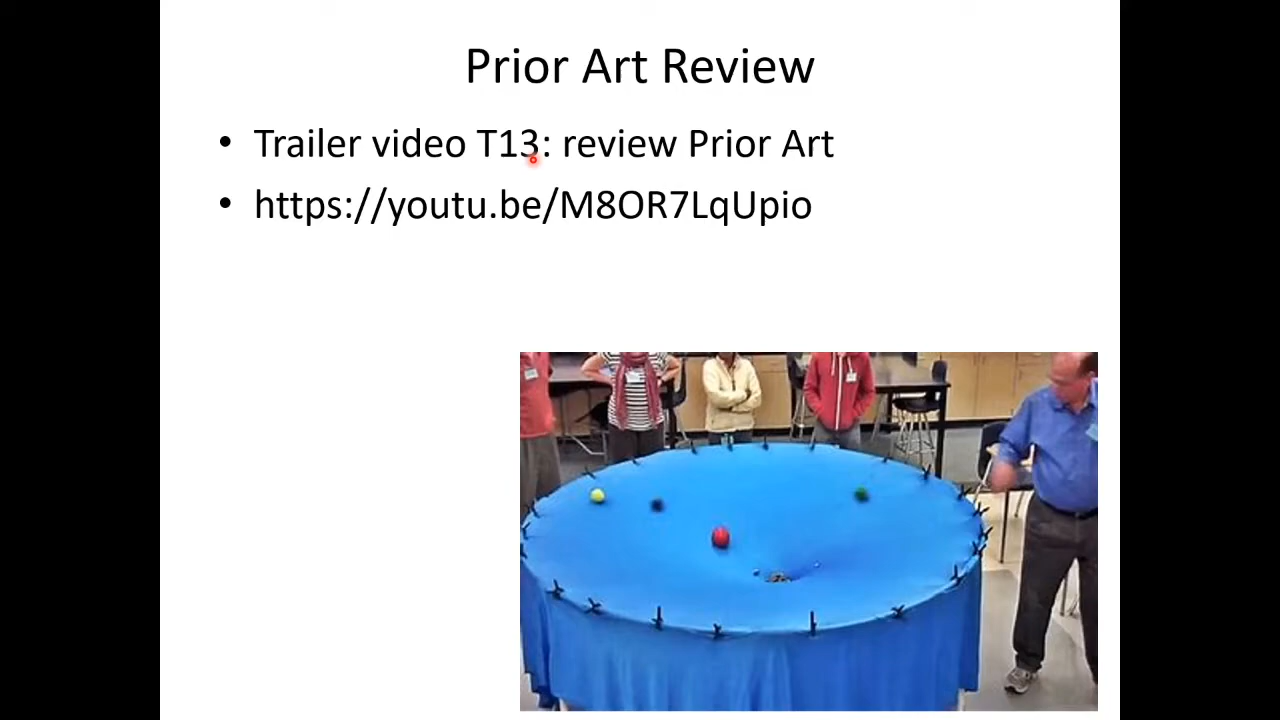 Prior Art Review
• Trailer video T13: review Prior Art
• https://youtu.be/M8OR7LqUpio